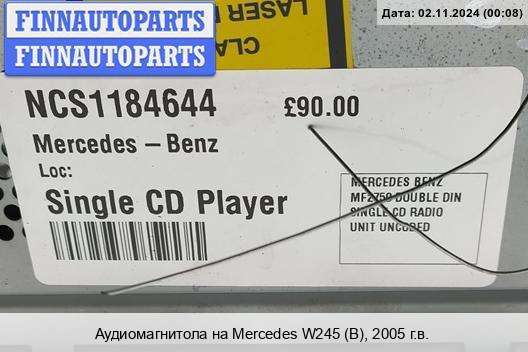 FINNAUTOPARTS
FINNAUTOPARTS
FINNAUTOPARTS
Дата: 02.11.2024 (00:08)
LASER
CLA
NCS1184644 £90.00
Mercedes – Benz
Loc:
Single CD Player
MERCEDES BENZ
MF2750 DOUBLE DIN
SINGLE CD RADIO
UNIT UNCODED
Аудиомагнитола на Mercedes W245 (B), 2005 г.в.